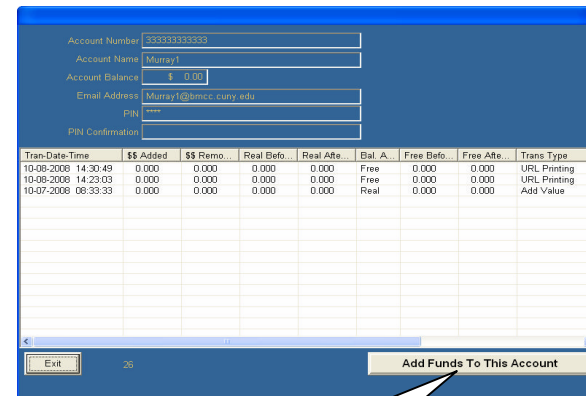 Account Number 333333333333
Account Name Murray1
Account Balance $ 0.00
Email Address Murray1@bmcc.cuny.edu
PIN ****
PIN Confirmation
Tran-Date-Time $$ Added $$ Remo... Real Befo... Real Afte... Bal. A... Free Befo... Free Afte... Trans Type
10-08-2008 14:30:49 0.000 0.000 0.000 0.000 Free 0.000 0.000 URL Printing
10-08-2008 14:23:03 0.000 0.000 0.000 0.000 Free 0.000 0.000 URL Printing
10-07-2008 08:33:33 0.000 0.000 0.000 0.000 Real 0.000 0.000 Add Value
Exit 26 Add Funds To This Account